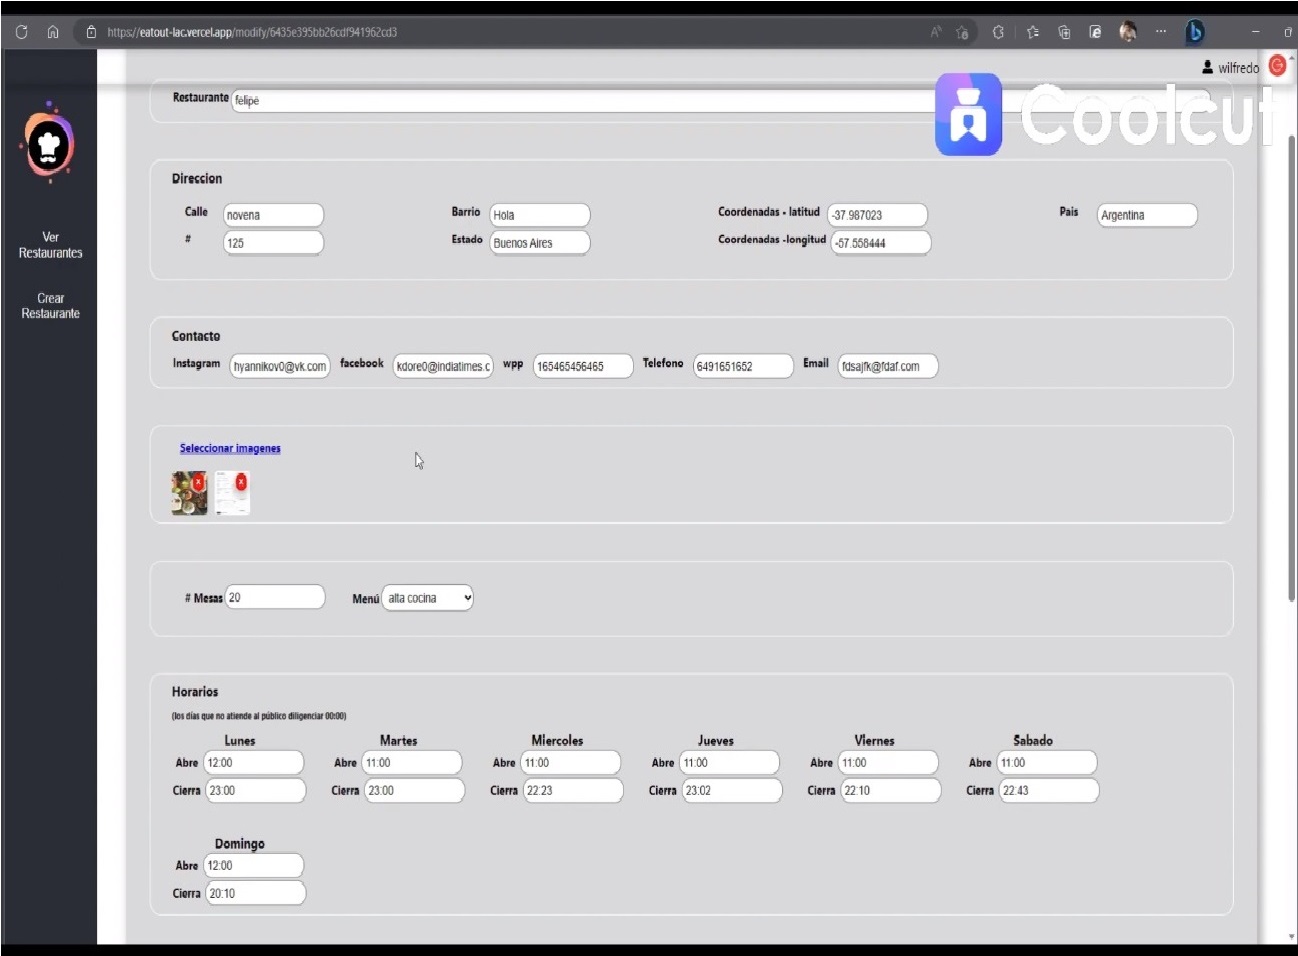 https://eatout-lac.vercel.app/modify/6435e395bb26cdf941962cd3
wilfredo
Coolcut
Restaurante felipe
Ver
Restaurantes
Crear
Restaurante
Direccion
Calle novena Barrio Hola Coordenadas - latitud -37.987023 Pais Argentina
# 125 Estado Buenos Aires Coordenadas -longitud -57.558444
Contacto
Instagram hyannikov0@vk.com facebook kdore0@indiatimes.c wpp 165465456465 Telefono 6491651652 Email fdsajfk@fdaf.com
Seleccionar imagenes
x x
# Mesas 20 Menú alta cocina
Horarios
(los días que no atiende al público diligenciar 00:00)
Lunes Martes Miercoles Jueves Viernes Sabado
Abre 12:00 Abre 11:00 Abre 11:00 Abre 11:00 Abre 11:00 Abre 11:00
Cierra 23:00 Cierra 23:00 Cierra 22:23 Cierra 23:02 Cierra 22:10 Cierra 22:43
Domingo
Abre 12:00
Cierra 20:10